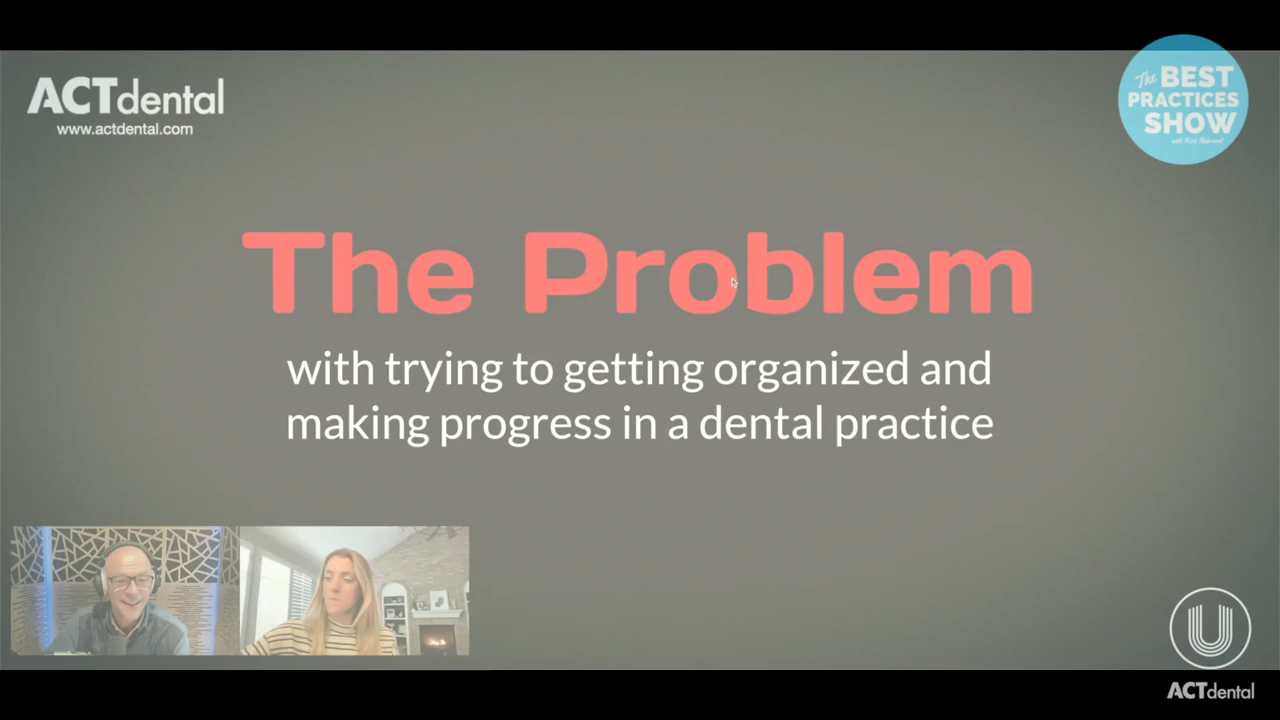 ACTdental
www.actdental.com
The BEST
PRACTICES
SHOW
The Problem
with trying to getting organized and
making progress in a dental practice
ACTdental